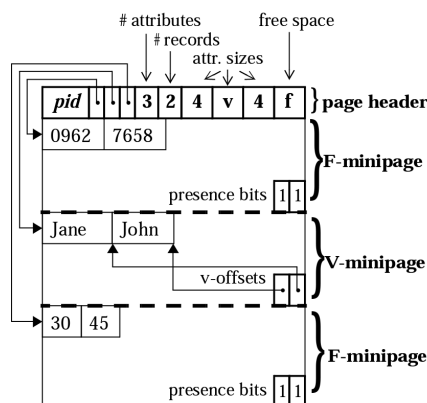 # attributes
# records
attr. sizes
free space
pid 3 2 4 v 4 f
page header
0962 7658
F-minipage
presence bits 1 1
Jane John
V-minipage
v-offsets
30 45
F-minipage
presence bits 1 1